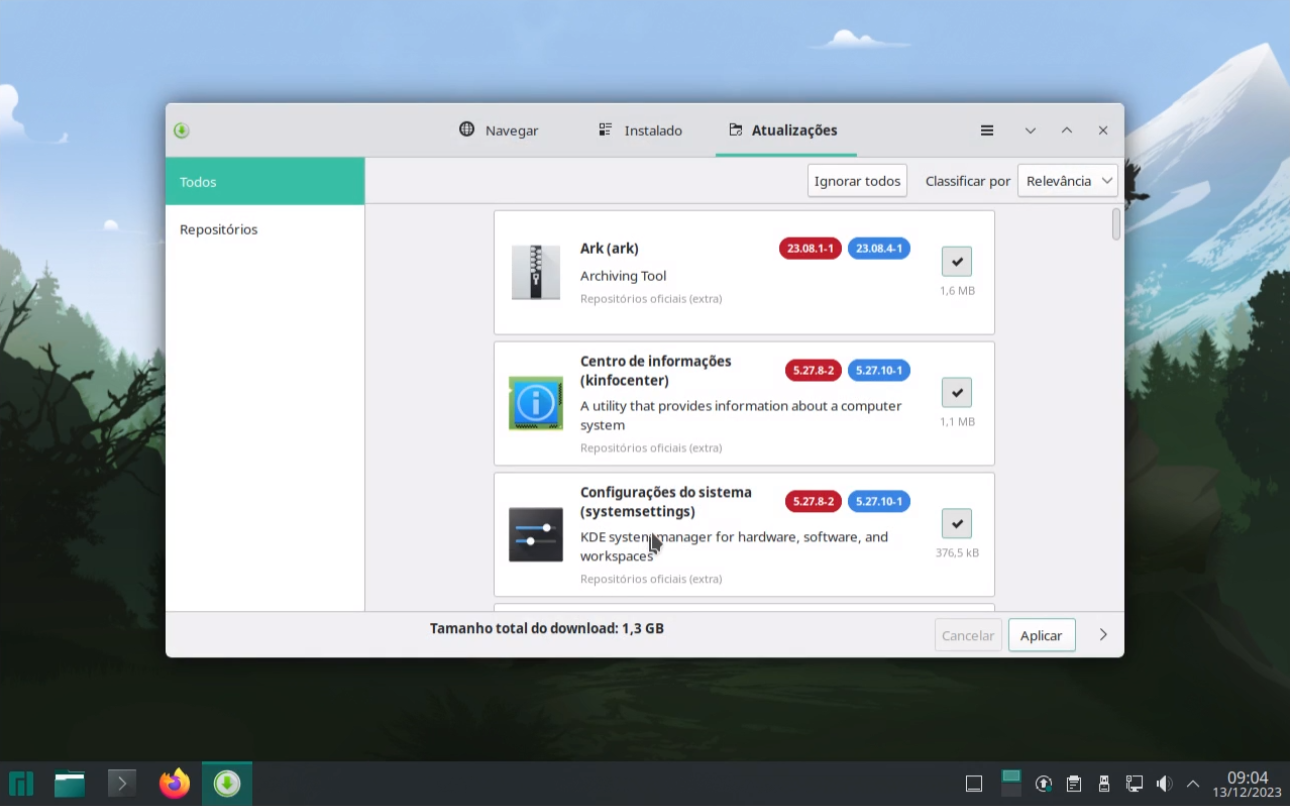 Navegar
Instalado
Atualizações
Todos
Repositórios
Ignorar todos
Classificar por
Relevância
Ark (ark)
23.08.1-1
23.08.4-1
Archiving Tool
Repositórios oficiais (extra)
1,6 MB
Centro de informações
(kinfocenter)
5.27.8-2
5.27.10-1
A utility that provides information about a computer
system
Repositórios oficiais (extra)
1,1 MB
Configurações do sistema
(systemsettings)
5.27.8-2
5.27.10-1
KDE system manager for hardware, software, and
workspaces
Repositórios oficiais (extra)
376,5 kB
Tamanho total do download: 1,3 GB
Cancelar
Aplicar
09:04
13/12/2023